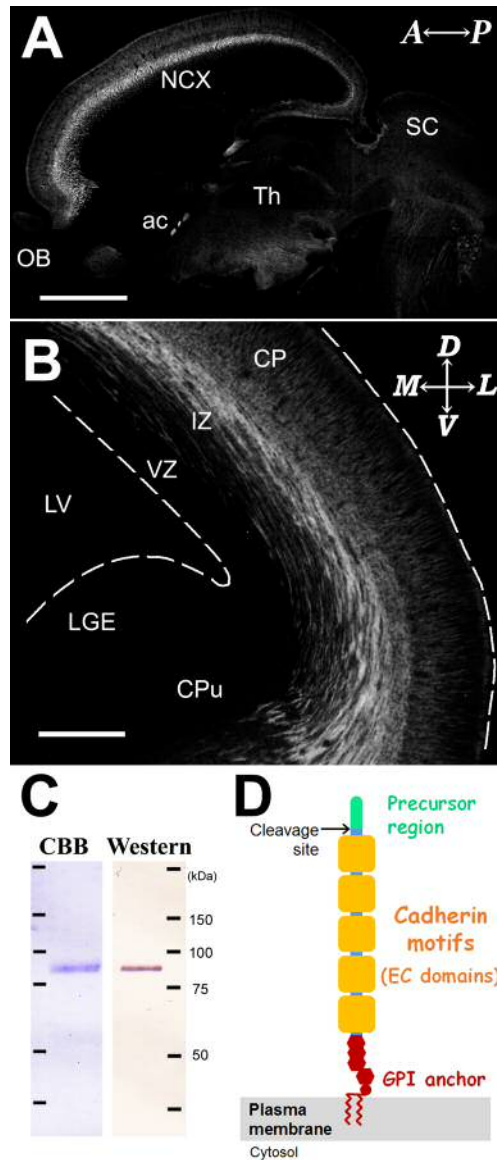 A
A P
NCX
SC
Th
ac
OB
B
CP
D
M L
V
IZ
VZ
LV
LGE
CPu
C
CBB Western
(kDa)
150
100
75
50
D
Precursor
region
Cleavage
site
Cadherin
motifs
(EC domains)
GPI anchor
Plasma
membrane
Cytosol